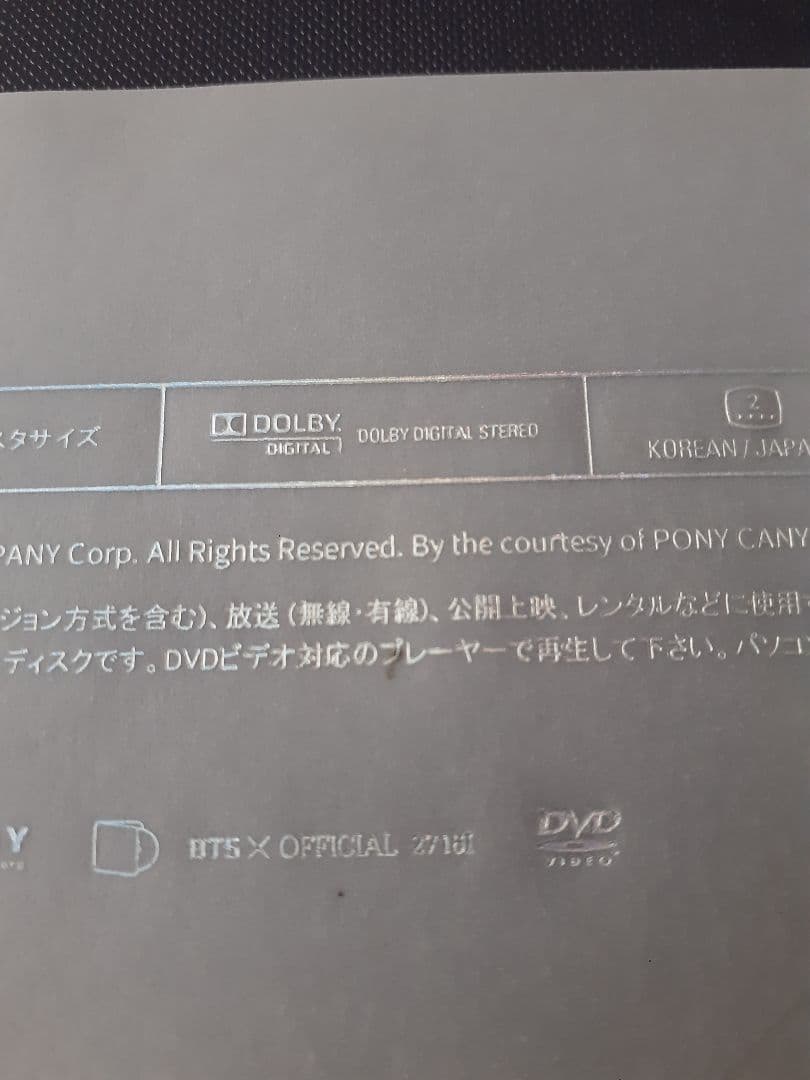 スタサイズ
DOLBY
DIGITAL
DOLBY DIGITAL STEREO
2
KOREAN / JAPA
PANY Corp. All Rights Reserved. By the courtesy of PONY CANY
ジョン方式を含む)、放送(無線・有線)、公開上映、レンタルなどに使用
ディスクです。DVDビデオ対応のプレーヤーで再生して下さい。パソコ
Y
BTS X OFFICIAL
DVD
VIDEO